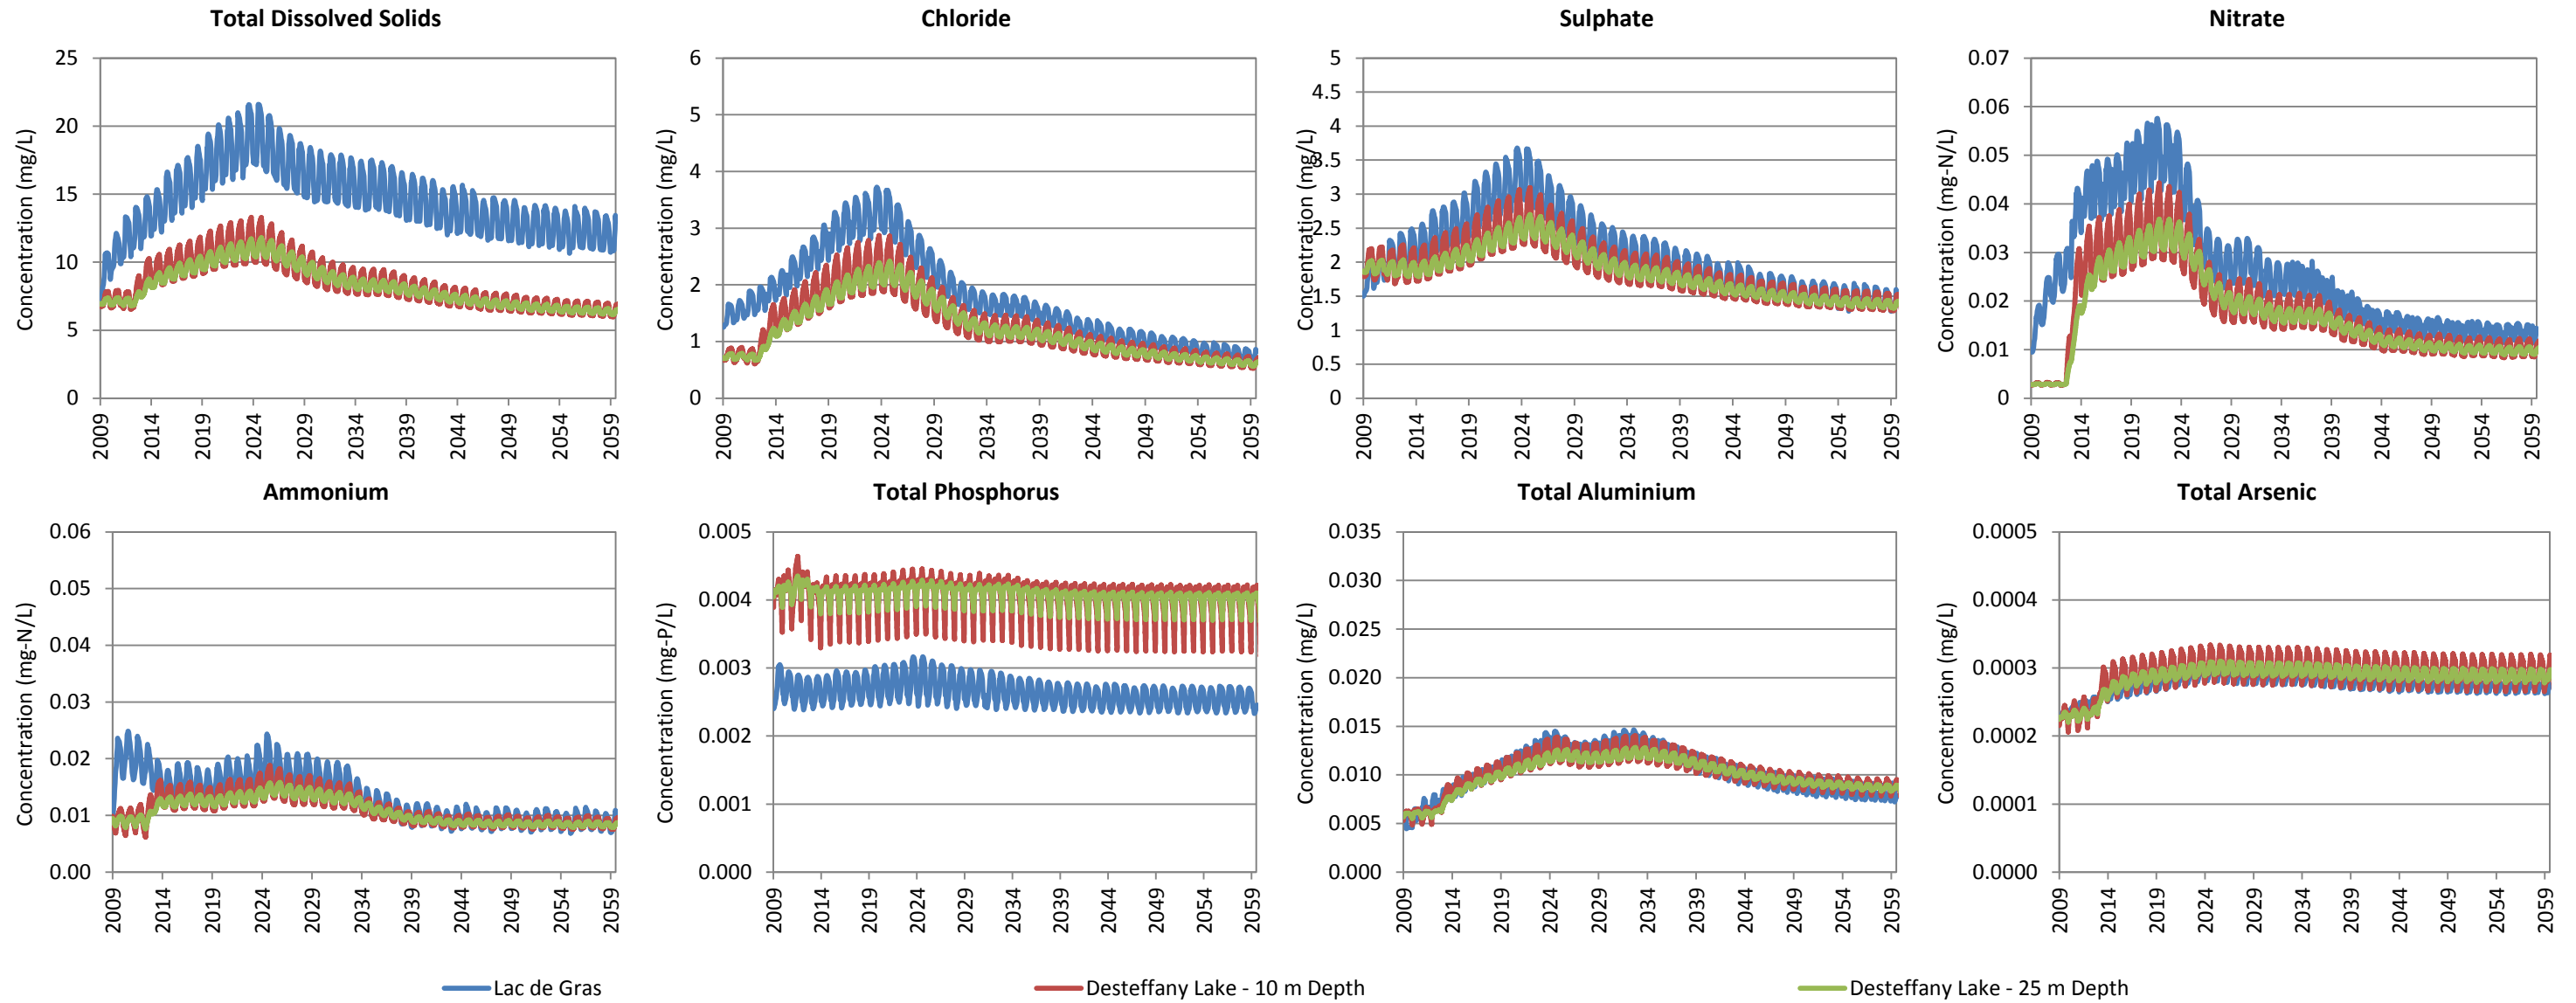 Total Dissolved Solids
Concentration (mg/L)
25
20
15
10
5
0
2009 2014 2019 2024 2029 2034 2039 2044 2049 2054 2059
Chloride
Concentration (mg/L)
6
5
4
3
2
1
0
2009 2014 2019 2024 2029 2034 2039 2044 2049 2054 2059
Sulphate
Concentration (mg/L)
5
4.5
4
3.5
3
2.5
2
1.5
1
0.5
0
2009 2014 2019 2024 2029 2034 2039 2044 2049 2054 2059
Nitrate
Concentration (mg-N/L)
0.07
0.06
0.05
0.04
0.03
0.02
0.01
0
2009 2014 2019 2024 2029 2034 2039 2044 2049 2054 2059
Ammonium
Concentration (mg-N/L)
0.06
0.05
0.04
0.03
0.02
0.01
0.00
2009 2014 2019 2024 2029 2034 2039 2044 2049 2054 2059
Total Phosphorus
Concentration (mg-P/L)
0.005
0.004
0.003
0.002
0.001
0.000
2009 2014 2019 2024 2029 2034 2039 2044 2049 2054 2059
Total Aluminium
Concentration (mg/L)
0.035
0.030
0.025
0.020
0.015
0.010
0.005
0.000
2009 2014 2019 2024 2029 2034 2039 2044 2049 2054 2059
Total Arsenic
Concentration (mg/L)
0.0005
0.0004
0.0003
0.0002
0.0001
0.0000
2009 2014 2019 2024 2029 2034 2039 2044 2049 2054 2059
Lac de Gras
Desteffany Lake - 10 m Depth
Desteffany Lake - 25 m Depth